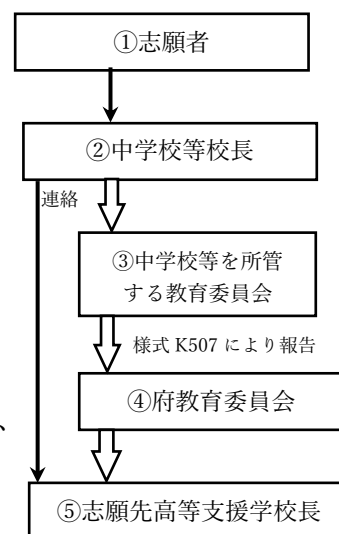 ①志願者
②中学校等校長
連絡
③中学校等を所管
する教育委員会
様式 K507 により報告
④府教育委員会
、
⑤志願先高等支援学校長